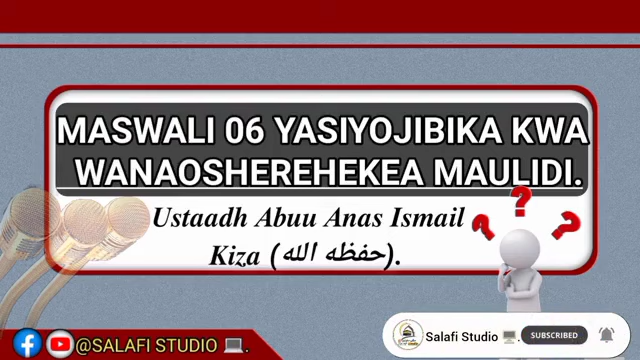 MASWALI 06 YASIYOJIBIKA KWA
WANAOSHEREHEKEA MAULIDI.
Ustaadh Abuu Anas Ismail
Kiza (حفظه الله).
@SALAFI STUDIO 💻.
Salafi Studio 💻.
SUBSCRIBED